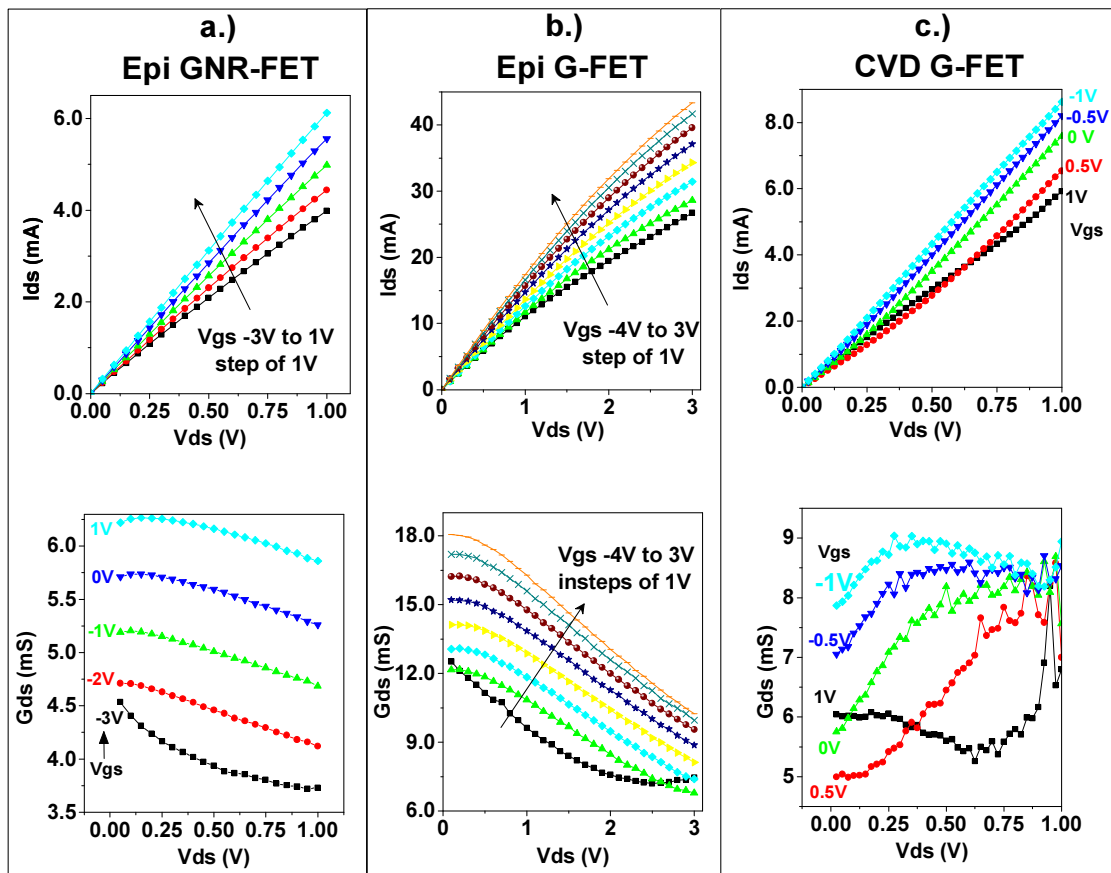 a.)
Epi GNR-FET
6.0
4.0
2.0
0.0
Ids (mA)
Vgs -3V to 1V
step of 1V
0.00 0.25 0.50 0.75 1.00
Vds (V)
1V
0V
-1V
-2V
-3V
Vgs
6.0
5.5
5.0
4.5
4.0
3.5
Gds (mS)
0.00 0.25 0.50 0.75 1.00
Vds (V)
b.)
Epi G-FET
40
30
20
10
0
Ids (mA)
Vgs -4V to 3V
step of 1V
0 1 2 3
Vds (V)
18.0
15.0
12.0
9.0
6.0
Gds (mS)
Vgs -4V to 3V
insteps of 1V
0 1 2 3
Vds (V)
c.)
CVD G-FET
8.0
6.0
4.0
2.0
0.0
Ids (mA)
-1V
-0.5V
0 V
0.5V
1V
Vgs
0.00 0.25 0.50 0.75 1.00
Vds (V)
9
8
7
6
5
Gds (mS)
Vgs
-1V
-0.5V
1V
0V
0.5V
0.00 0.25 0.50 0.75 1.00
Vds (V)